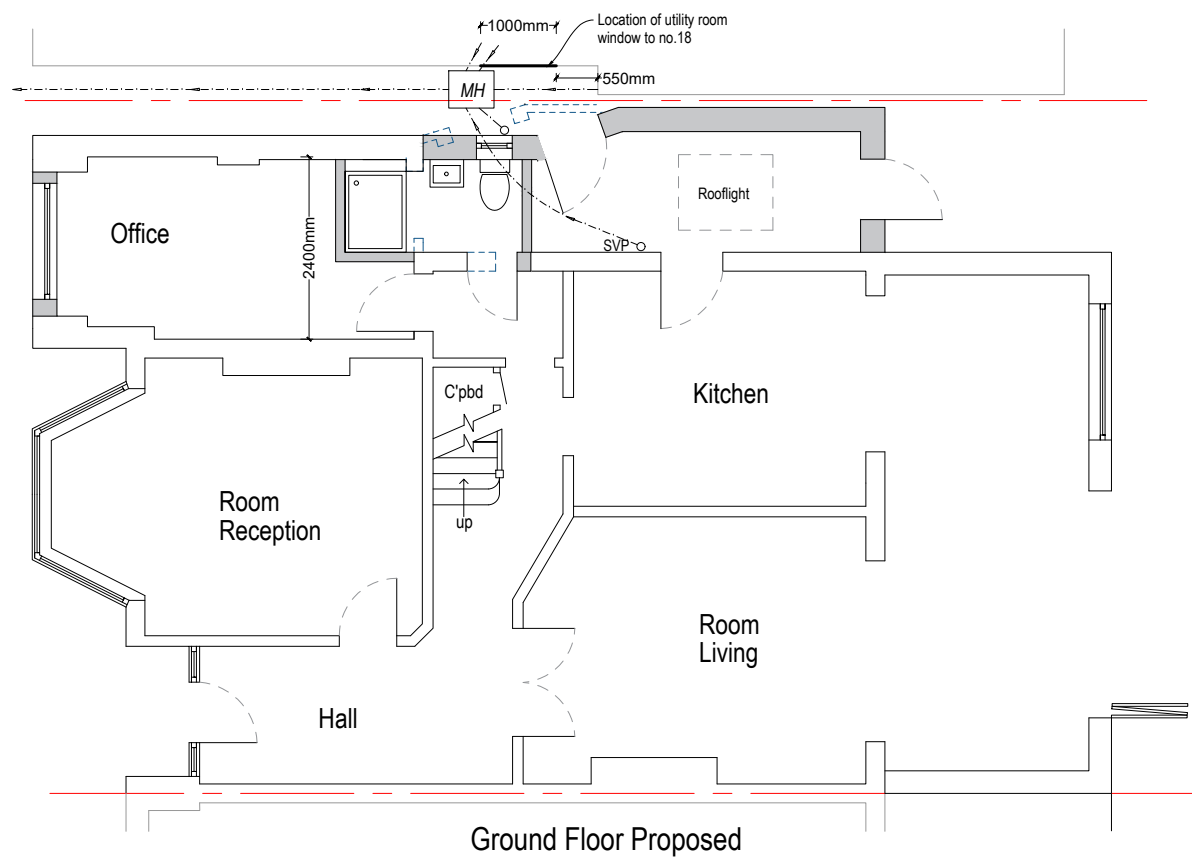 1000mm
Location of utility room
window to no.18
550mm
MH
Rooflight
Office
2400mm
SVP
C'pbd
Kitchen
Room
Reception
up
Room
Living
Hall
Ground Floor Proposed